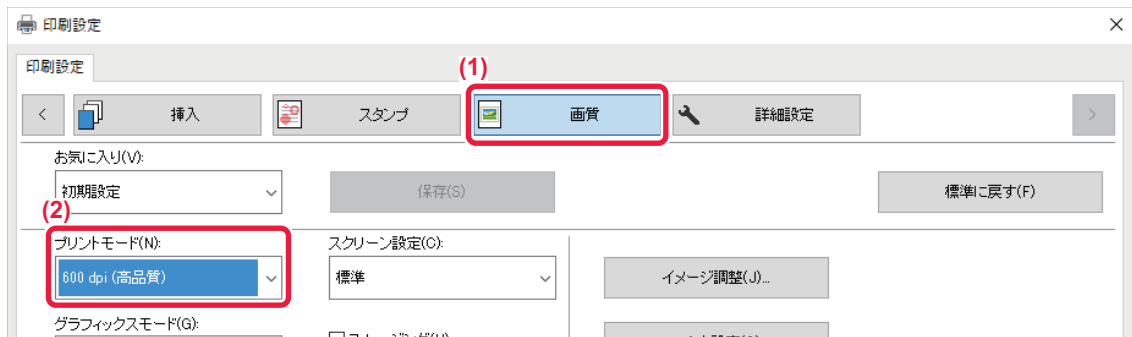 印刷設定
印刷設定
(1)
挿入
スタンプ
画質
詳細設定
お気に入り(V):
初期設定
保存(S)
標準に戻す(F)
(2)
プリントモード(N):
スクリーン設定(C):
600 dpi (高品質)
標準
イメージ調整(J)...
グラフィックスモード(G):